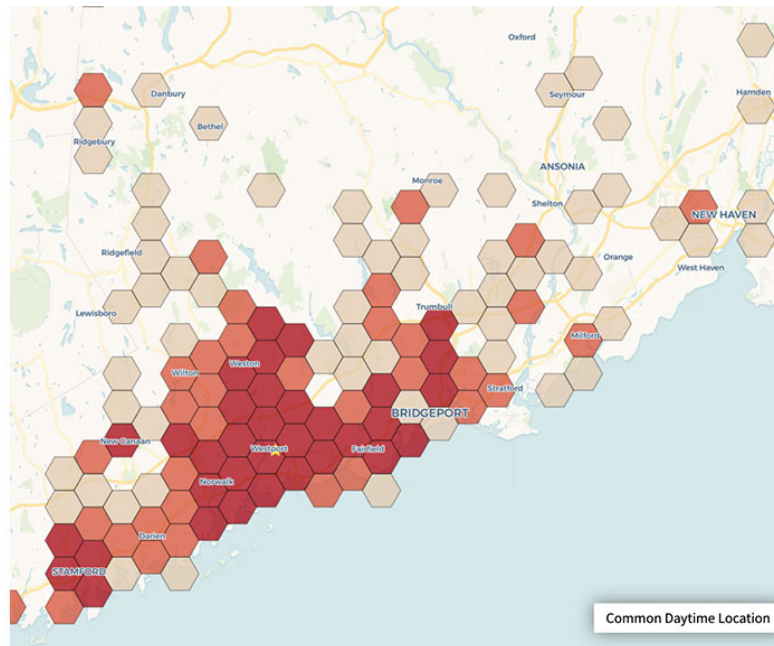 Oxford
Danbury
Seymour
Hamden
Bethel
Ridgebury
ANSONIA
Monroe
Shelton
NEW HAVEN
Ridgefield
Orange
West Haven
Lewisboro
Trumbull
Milford
Weston
Wilton
Stratford
BRIDGEPORT
New Canaan
Westport
Fairfield
Norwalk
Darien
STAMFORD
Common Daytime Location